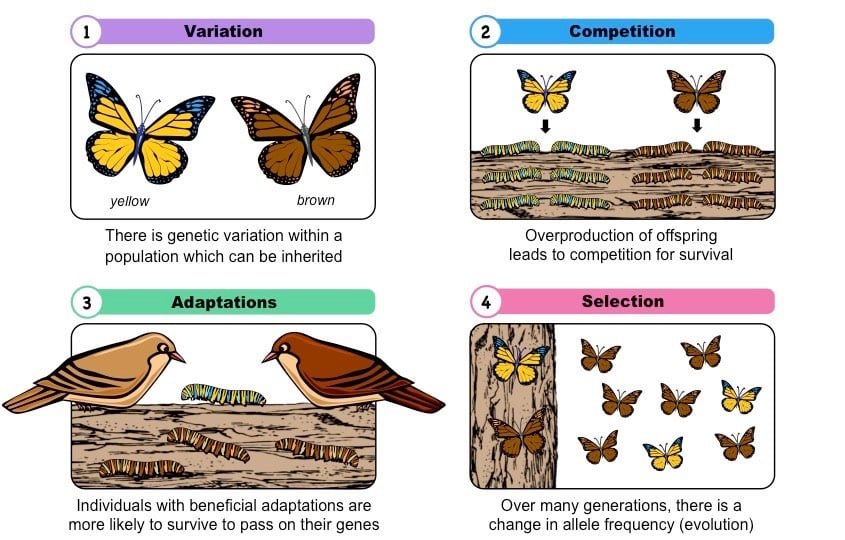 1
Variation
yellow
brown
There is genetic variation within a
population which can be inherited
2
Competition
Overproduction of offspring
leads to competition for survival
3
Adaptations
Individuals with beneficial adaptations are
more likely to survive to pass on their genes
4
Selection
Over many generations, there is a
change in allele frequency (evolution)